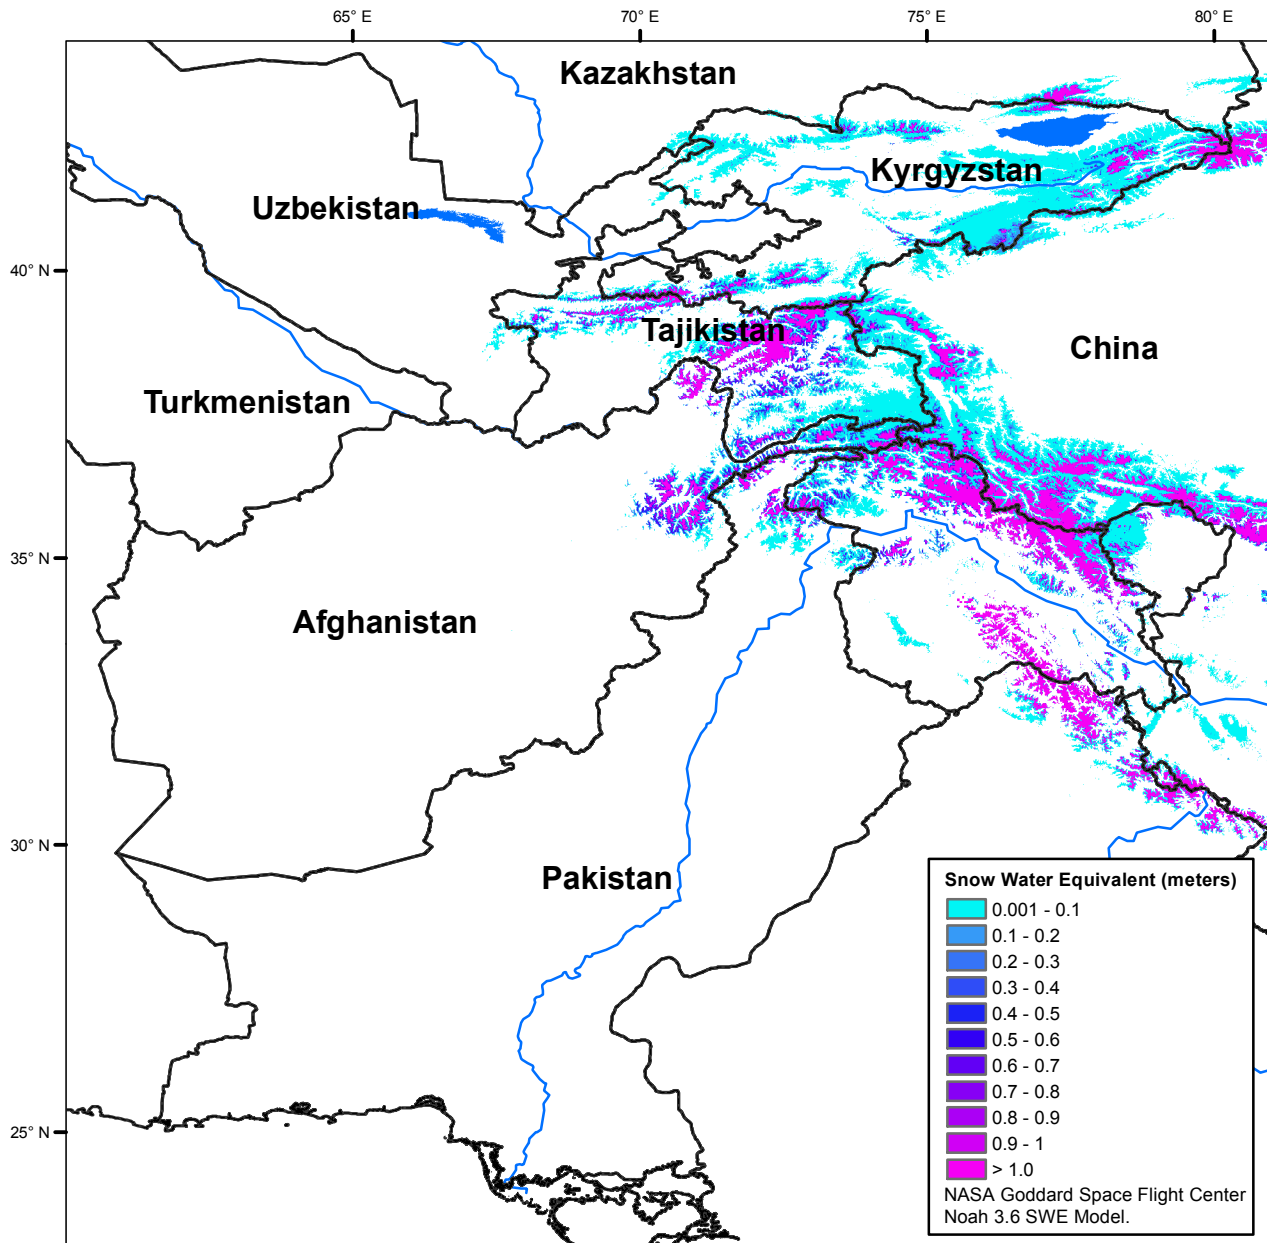 65° E
70° E
75° E
80° E
Kazakhstan
Kyrgyzstan
Uzbekistan
40° N
Tajikistan
China
Turkmenistan
35° N
Afghanistan
30° N
Pakistan
25° N
Snow Water Equivalent (meters)
0.001 - 0.1
0.1 - 0.2
0.2 - 0.3
0.3 - 0.4
0.4 - 0.5
0.5 - 0.6
0.6 - 0.7
0.7 - 0.8
0.8 - 0.9
0.9 - 1
> 1.0
NASA Goddard Space Flight Center
Noah 3.6 SWE Model.